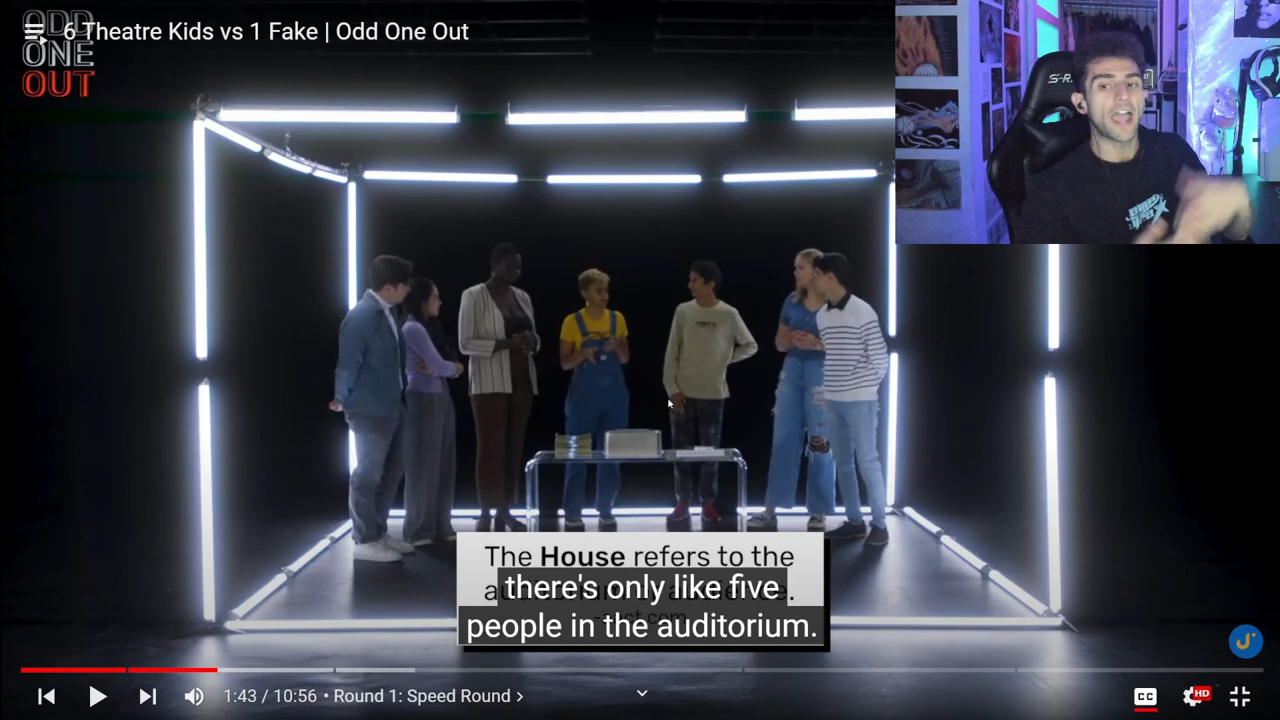 6 Theatre Kids vs 1 Fake | Odd One Out
ODD
ONE
OUT
S-R
The House refers to the
there's only like five
people in the auditorium.
1:43 / 10:56 • Round 1: Speed Round >
CC
HD